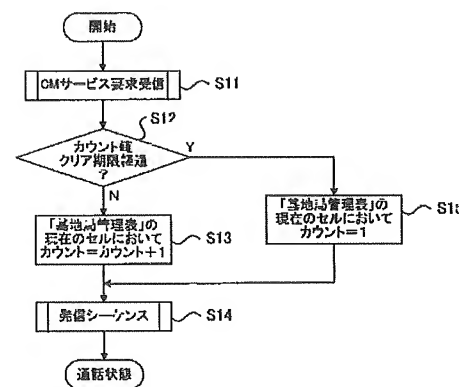 開始
CMサービス要求受信
S11
S12
カウント値
クリア期限経過
?
Y
N
「基地局管理表」の
現在のセルにおいて
カウント=カウント+1
S13
「基地局管理表」の
現在のセルにおいて
カウント=1
S15
発信シーケンス
S14
通話状態